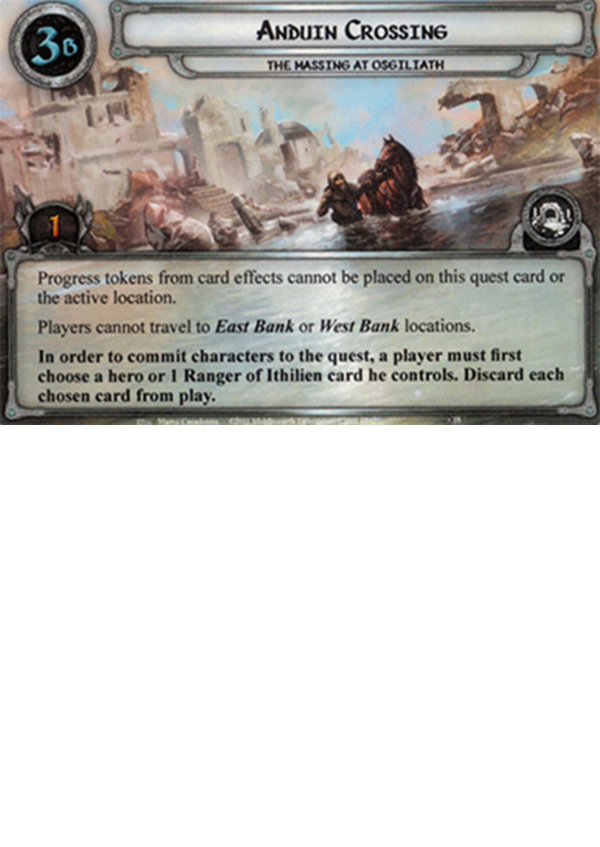 3B
ANDUIN CROSSING
THE MASSING AT OSGILIATH
1
Progress tokens from card effects cannot be placed on this quest card or
the active location.
Players cannot travel to East Bank or West Bank locations.
In order to commit characters to the quest, a player must first
choose a hero or 1 Ranger of Ithilien card he controls. Discard each
chosen card from play.